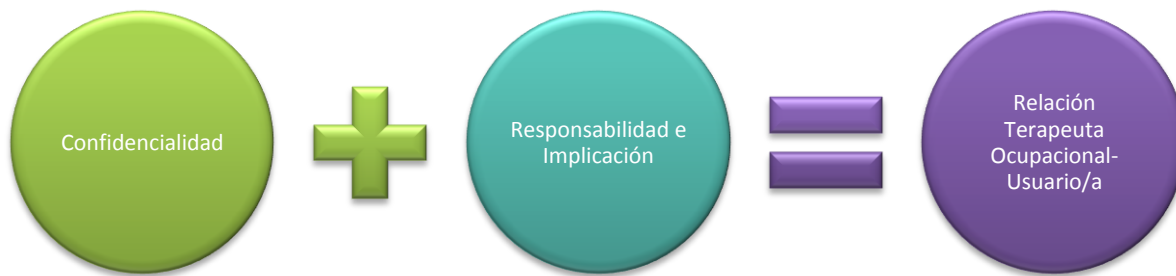 Confidencialidad
Responsabilidad e
Implicación
Relación
Terapeuta
Ocupacional-
Usuario/a